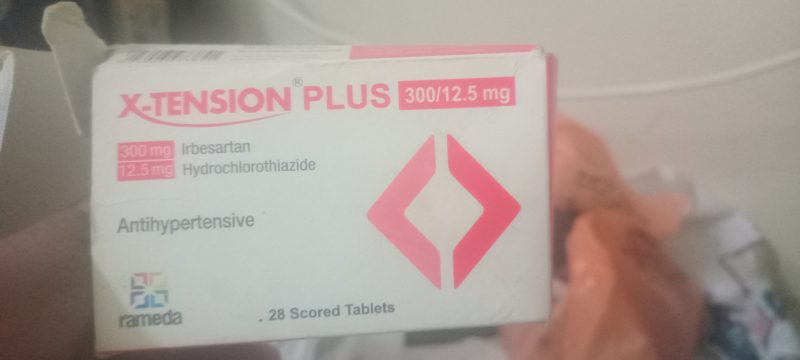 X-TENSION® PLUS 300/12.5 mg
300 mg Irbesartan
12.5 mg Hydrochlorothiazide
Antihypertensive
rameda
28 Scored Tablets